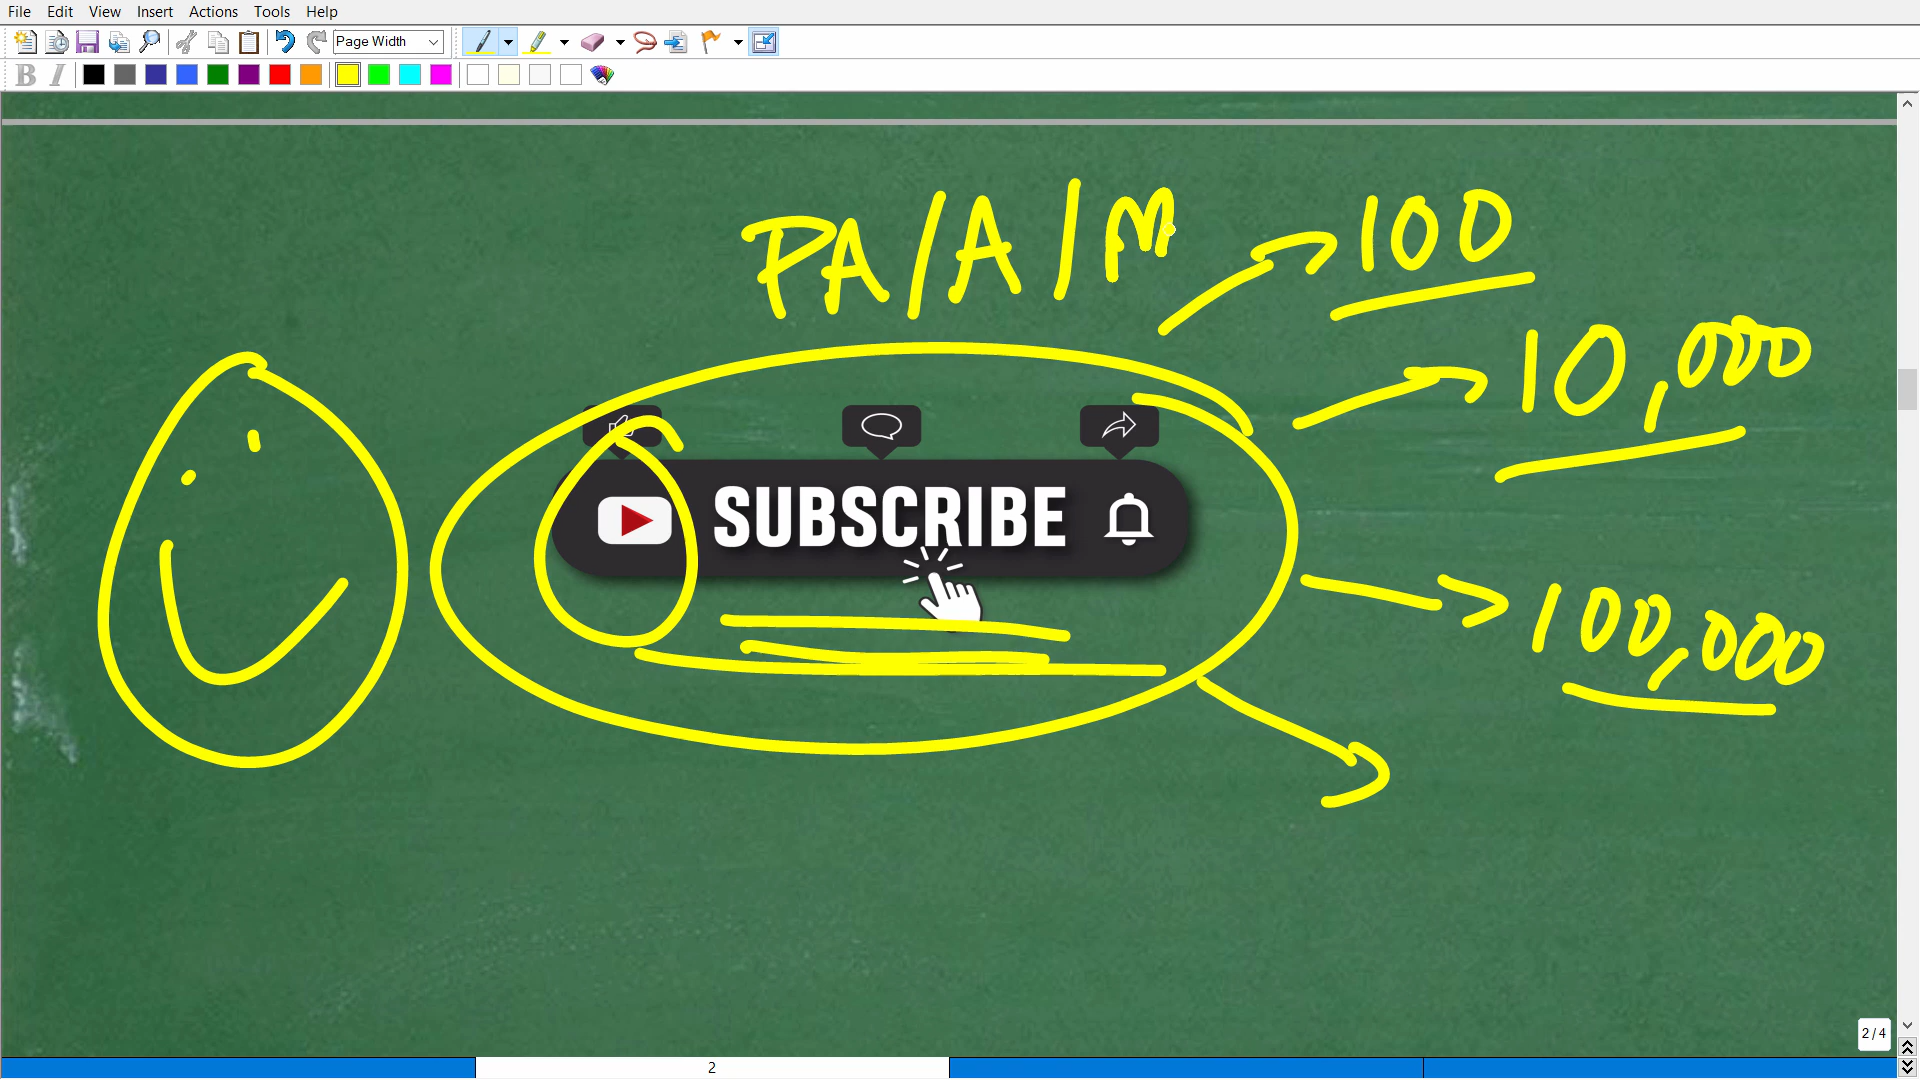 File Edit View Insert Actions Tools Help
Page Width
B I
PA/A/M
100
10,000
SUBSCRIBE
100,000
2 / 4
2